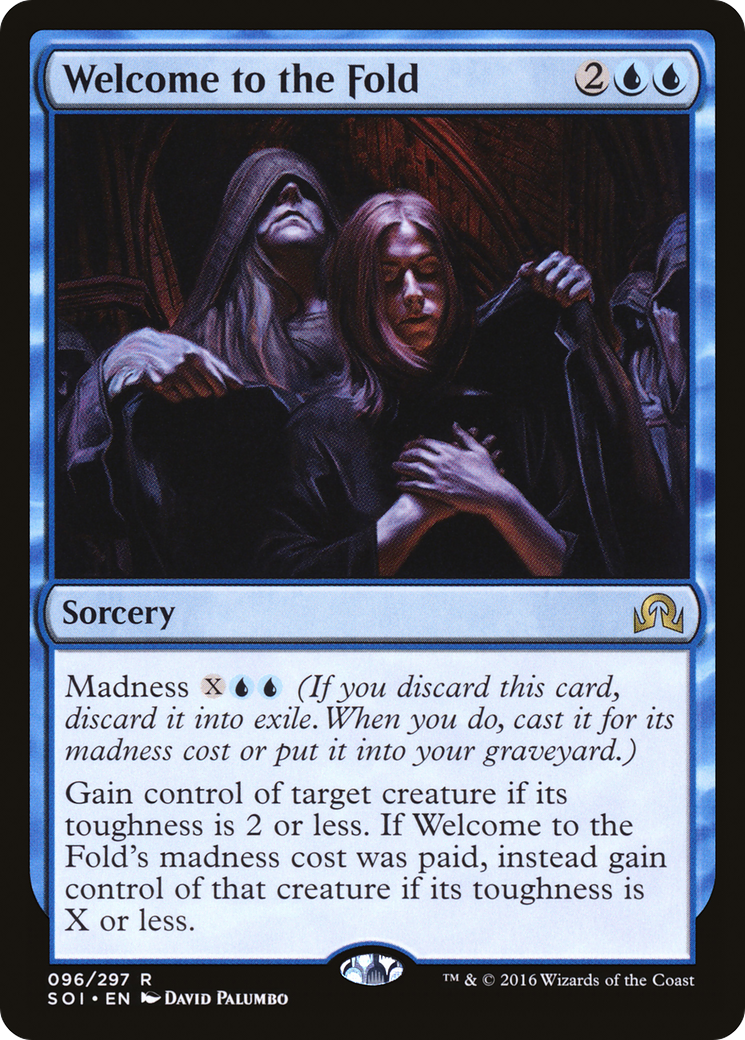 Welcome to the Fold 2
Sorcery
Madness X (If you discard this card,
discard it into exile. When you do, cast it for its
madness cost or put it into your graveyard.)
Gain control of target creature if its
toughness is 2 or less. If Welcome to the
Fold's madness cost was paid, instead gain
control of that creature if its toughness is
X or less.
096/297 R
™ & © 2016 Wizards of the Coast
SOI • EN David Palumbo